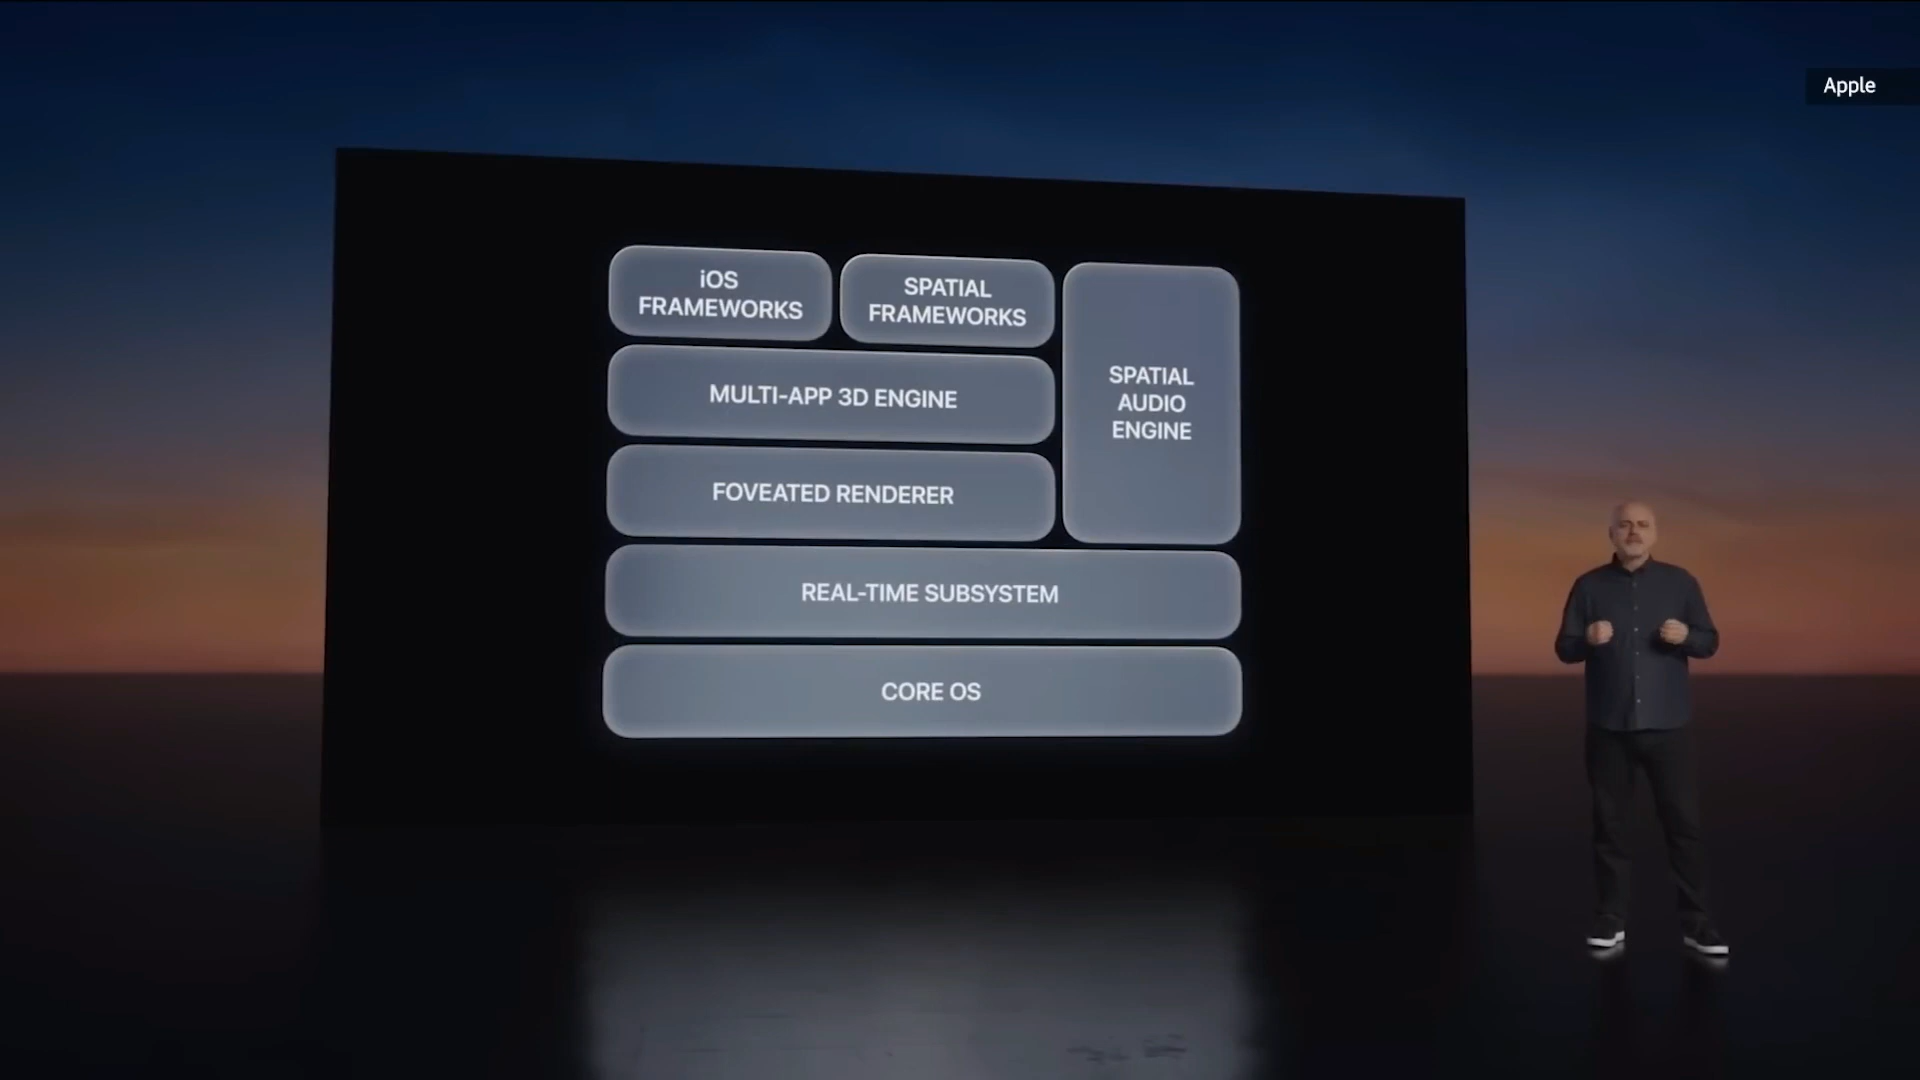 Apple
iOS
FRAMEWORKS
SPATIAL
FRAMEWORKS
SPATIAL
AUDIO
ENGINE
MULTI-APP 3D ENGINE
FOVEATED RENDERER
REAL-TIME SUBSYSTEM
CORE OS